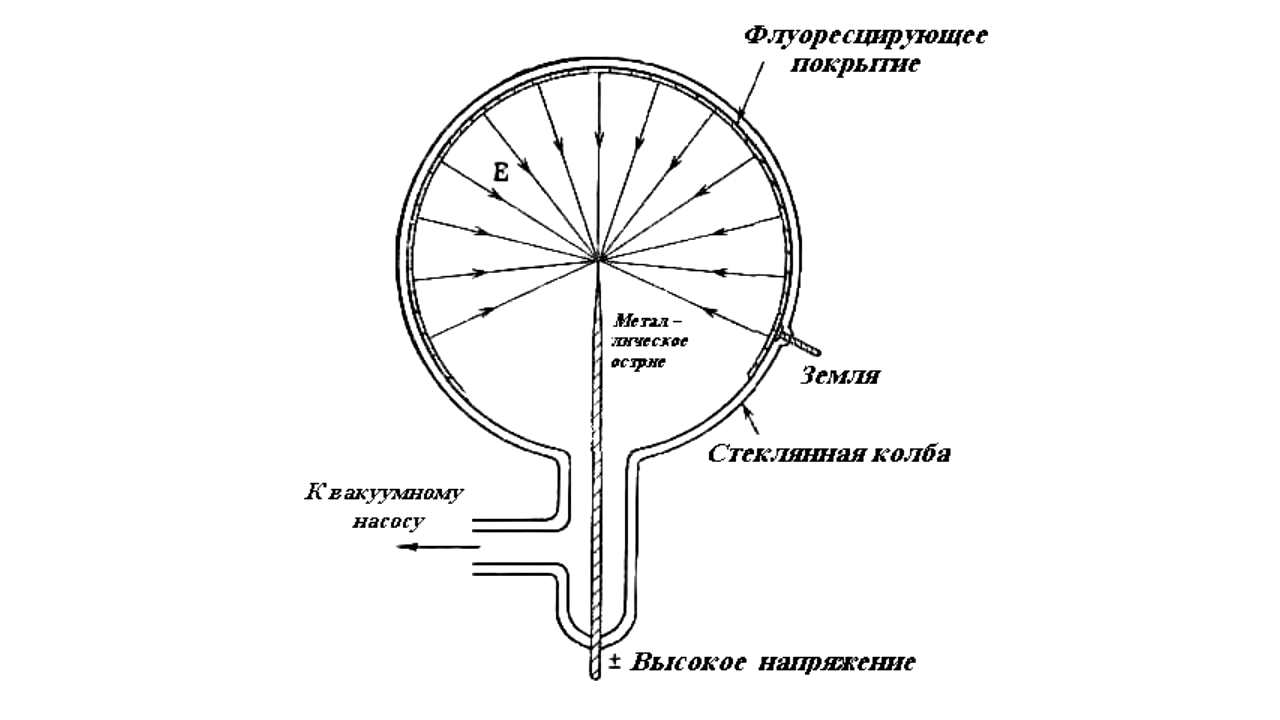 Флуоресцирующее
покрытие
E
Метал –
лическое
острие
Земля
Стеклянная колба
К вакуумному
насосу
± Высокое напряжение